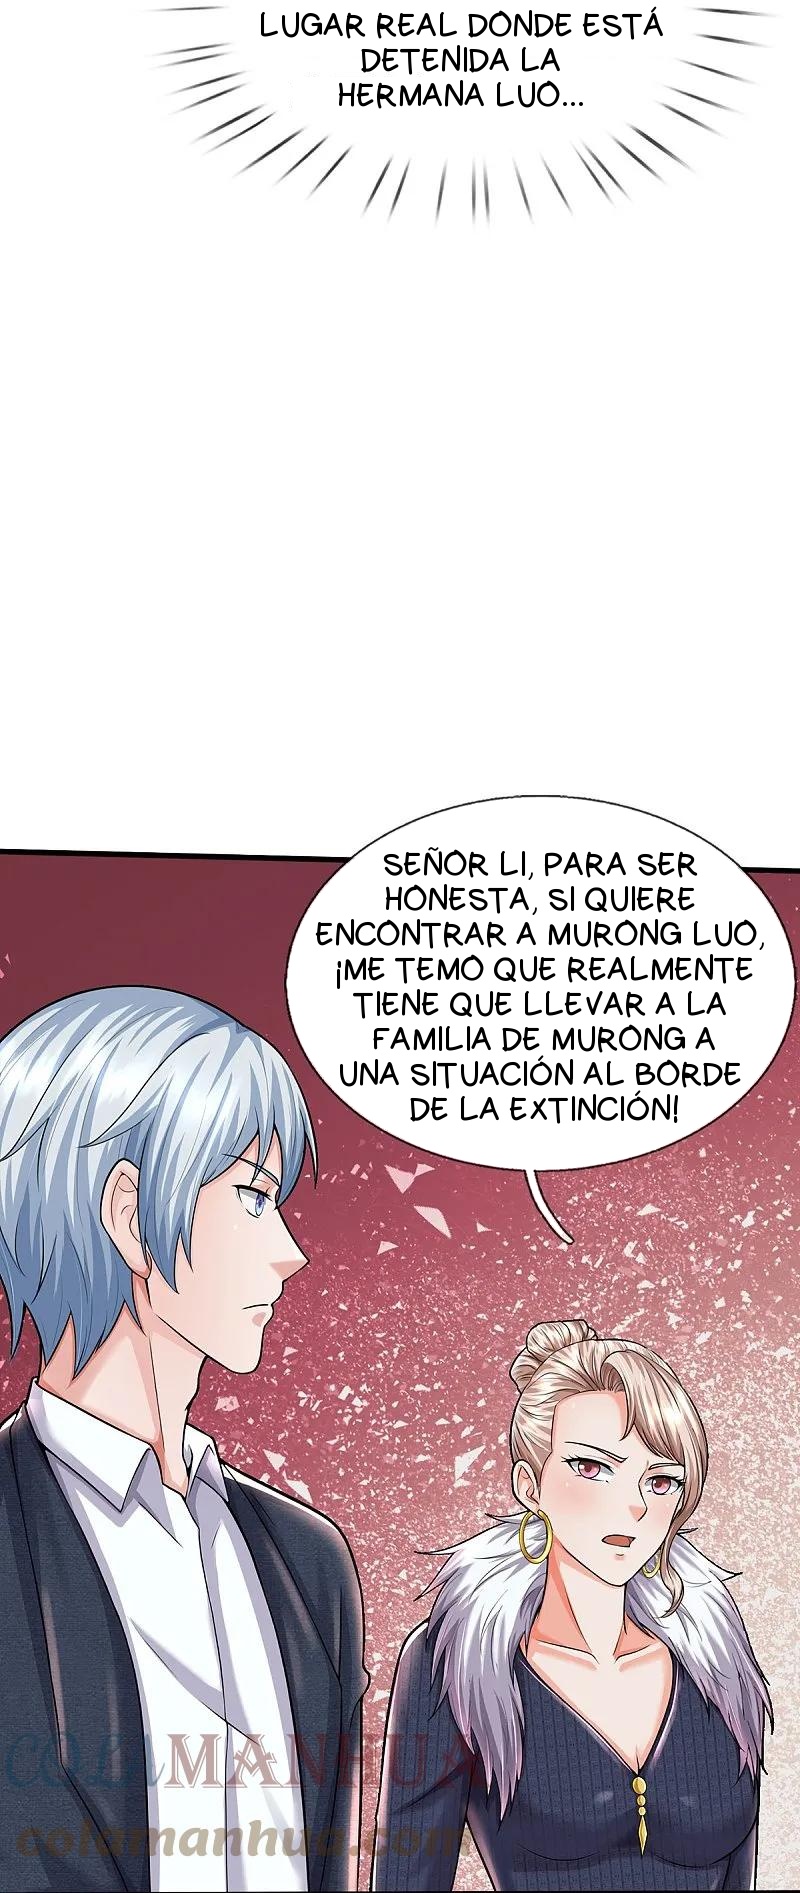 LUGAR REAL DONDE ESTÁ
DETENIDA LA
HERMANA LUO...
SEÑOR LI, PARA SER
HONESTA, SI QUIERE
ENCONTRAR A MURONG LUO,
¡ME TEMO QUE REALMENTE
TIENE QUE LLEVAR A LA
FAMILIA DE MURONG A
UNA SITUACIÓN AL BORDE
DE LA EXTINCIÓN!
COLAMANHUA
colamanhua.com